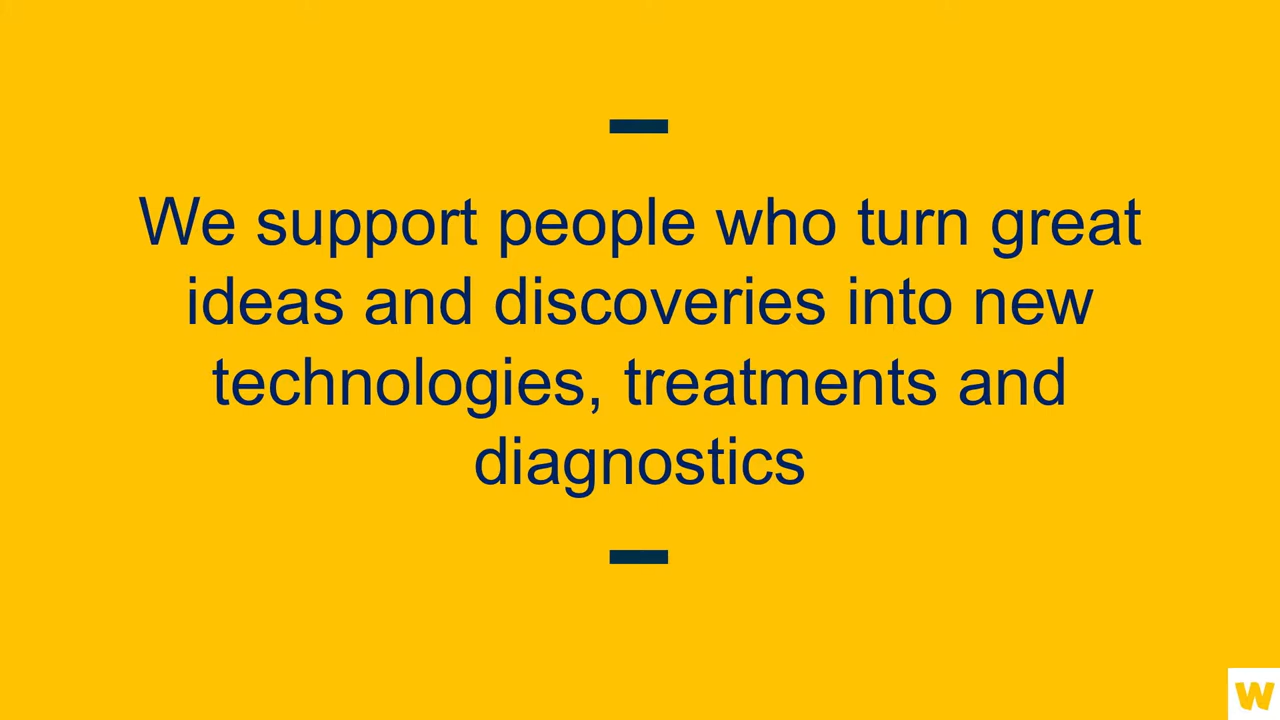 We support people who turn great
ideas and discoveries into new
technologies, treatments and
diagnostics
W